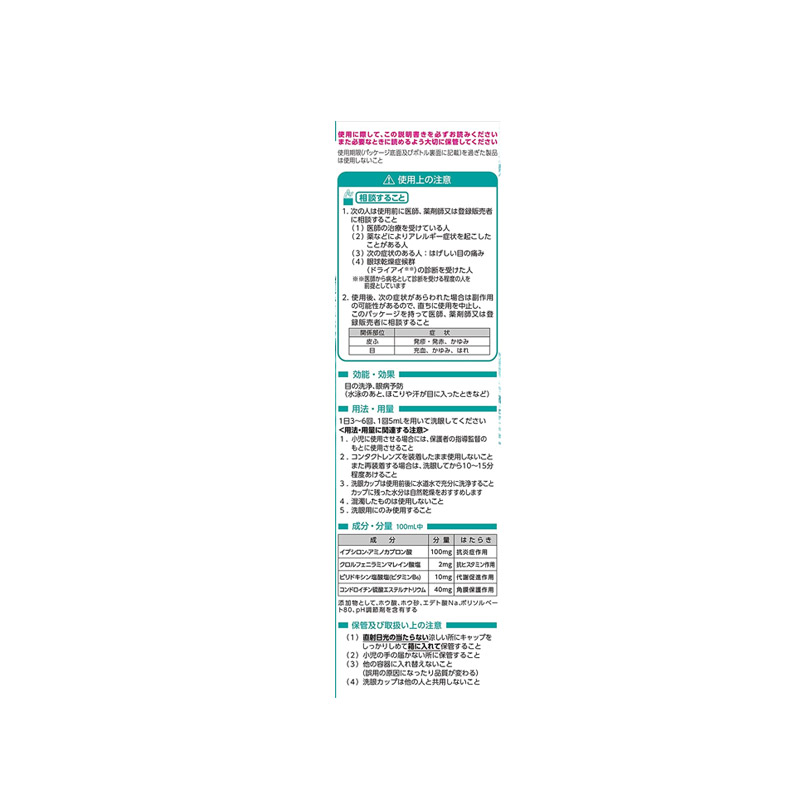 使用に際して、この説明書きを必ずお読みください
また必要なときに読めるよう大切に保管してください
使用期限(パッケージ底面及びボトル裏面に記載)を過ぎた製品
は使用しないこと
使用上の注意
相談すること
1. 次の人は使用前に医師、薬剤師又は登録販売者
に相談すること
(1) 医師の治療を受けている人
(2) 薬などによりアレルギー症状を起こした
ことがある人
(3) 次の症状のある人:はげしい目の痛み
(4) 眼球乾燥症候群
(ドライアイ※※)の診断を受けた人
※※医師から病名として診断を受ける程度の人を
前提としています
2. 使用後、次の症状があらわれた場合は副作用
の可能性があるので、直ちに使用を中止し、
このパッケージを持って医師、薬剤師又は登
録販売者に相談すること
関係部位 症状
皮ふ 発疹・発赤、かゆみ
目 充血、かゆみ、はれ
効能・効果
目の洗浄、眼病予防
(水泳のあと、ほこりや汗が目に入ったときなど)
用法・用量
1日3〜6回、1回5mLを用いて洗眼してください
<用法・用量に関連する注意>
1. 小児に使用させる場合には、保護者の指導監督の
もとに使用させること
2. コンタクトレンズを装着したまま使用しないこと
また再装着する場合は、洗眼してから10〜15分
程度あけること
3. 洗眼カップは使用前後に水道水で充分に洗浄すること
カップに残った水分は自然乾燥をおすすめします
4. 混濁したものは使用しないこと
5. 洗眼用にのみ使用すること
成分・分量 100mL中
成分 分量 はたらき
イプシロン-アミノカプロン酸 100mg 抗炎症作用
クロルフェニラミンマレイン酸塩 2mg 抗ヒスタミン作用
ピリドキシン塩酸塩(ビタミンB6) 10mg 代謝促進作用
コンドロイチン硫酸エステルナトリウム 40mg 角膜保護作用
添加物として、ホウ酸、ホウ砂、エデト酸Na、ポリソルベー
ト80、pH調節剤を含有する
保管及び取扱い上の注意
(1) 直射日光の当たらない涼しい所にキャップを
しっかりしめて箱に入れて保管すること
(2) 小児の手の届かない所に保管すること
(3) 他の容器に入れ替えないこと
(誤用の原因になったり品質が変わる)
(4) 洗眼カップは他の人と共用しないこと